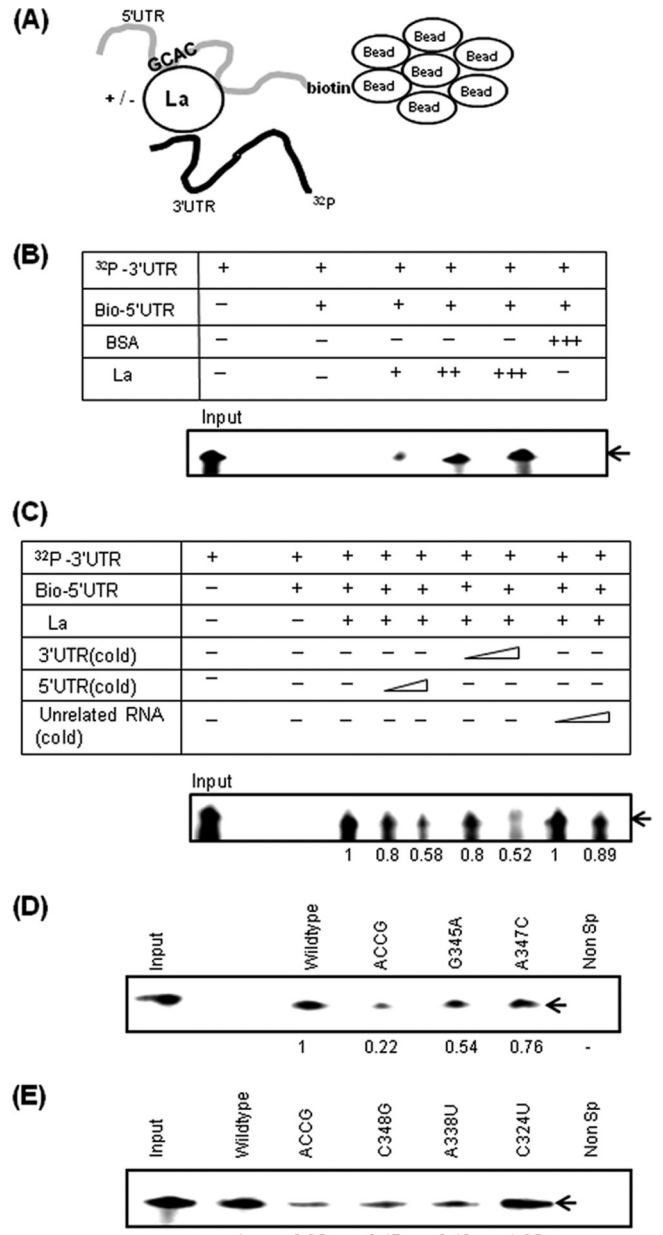 (A)
5'UTR
GCAC
+ / -
La
biotin
Bead
Bead
Bead
Bead
Bead
Bead
Bead
3'UTR
32P
(B)
32P-3'UTR + + + + + +
Bio-5'UTR – + + + + +
BSA – – – – – +++
La – – + ++ +++ –
Input
(C)
32P-3'UTR + + + + + + + + +
Bio-5'UTR – + + + + + + + +
La – – + + + + + + +
3'UTR(cold) – – – – – – –
5'UTR(cold) – – – – – – –
Unrelated RNA – – – – – – –
(cold)
Input
1 0.8 0.58 0.8 0.52 1 0.89
(D)
Input Wildtype ACCG G345A A347C Non Sp
1 0.22 0.54 0.76 -
(E)
Input Wildtype ACCG C348G A338U C324U Non Sp